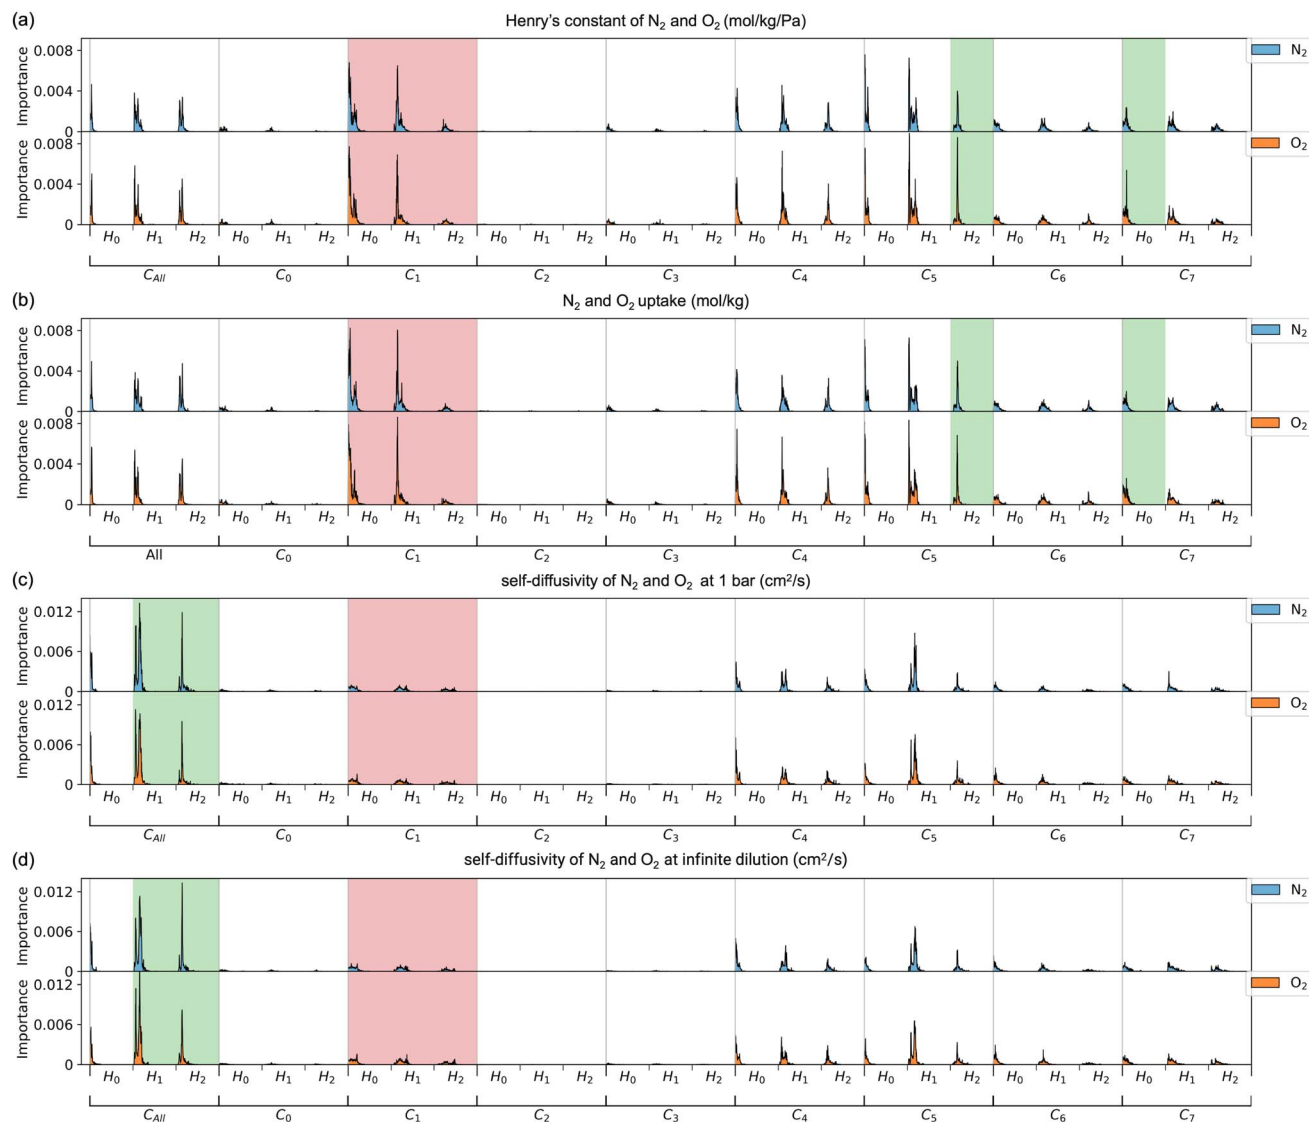 (a)
Henry's constant of N₂ and O₂ (mol/kg/Pa)
Importance
0.008
0.004
0
N₂
Importance
0.008
0.004
0
O₂
H₀ H₁ H₂ H₀ H₁ H₂ H₀ H₁ H₂ H₀ H₁ H₂ H₀ H₁ H₂ H₀ H₁ H₂ H₀ H₁ H₂ H₀ H₁ H₂ H₀ H₁ H₂
C_All C₀ C₁ C₂ C₃ C₄ C₅ C₆ C₇
(b)
N₂ and O₂ uptake (mol/kg)
Importance
0.008
0.004
0
N₂
Importance
0.008
0.004
0
O₂
H₀ H₁ H₂ H₀ H₁ H₂ H₀ H₁ H₂ H₀ H₁ H₂ H₀ H₁ H₂ H₀ H₁ H₂ H₀ H₁ H₂ H₀ H₁ H₂ H₀ H₁ H₂
All C₀ C₁ C₂ C₃ C₄ C₅ C₆ C₇
(c)
self-diffusivity of N₂ and O₂ at 1 bar (cm²/s)
Importance
0.012
0.006
0
N₂
Importance
0.012
0.006
0
O₂
H₀ H₁ H₂ H₀ H₁ H₂ H₀ H₁ H₂ H₀ H₁ H₂ H₀ H₁ H₂ H₀ H₁ H₂ H₀ H₁ H₂ H₀ H₁ H₂ H₀ H₁ H₂
C_All C₀ C₁ C₂ C₃ C₄ C₅ C₆ C₇
(d)
self-diffusivity of N₂ and O₂ at infinite dilution (cm²/s)
Importance
0.012
0.006
0
N₂
Importance
0.012
0.006
0
O₂
H₀ H₁ H₂ H₀ H₁ H₂ H₀ H₁ H₂ H₀ H₁ H₂ H₀ H₁ H₂ H₀ H₁ H₂ H₀ H₁ H₂ H₀ H₁ H₂ H₀ H₁ H₂
C_All C₀ C₁ C₂ C₃ C₄ C₅ C₆ C₇